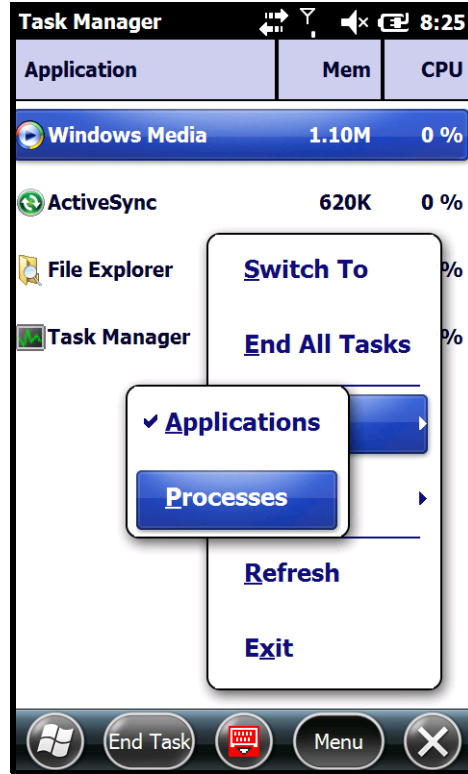 Task Manager 8:25
Application Mem CPU
Windows Media 1.10M 0 %
ActiveSync 620K 0 %
File Explorer %
Task Manager %
Switch To
End All Tasks
Applications
Processes
Refresh
Exit
End Task Menu